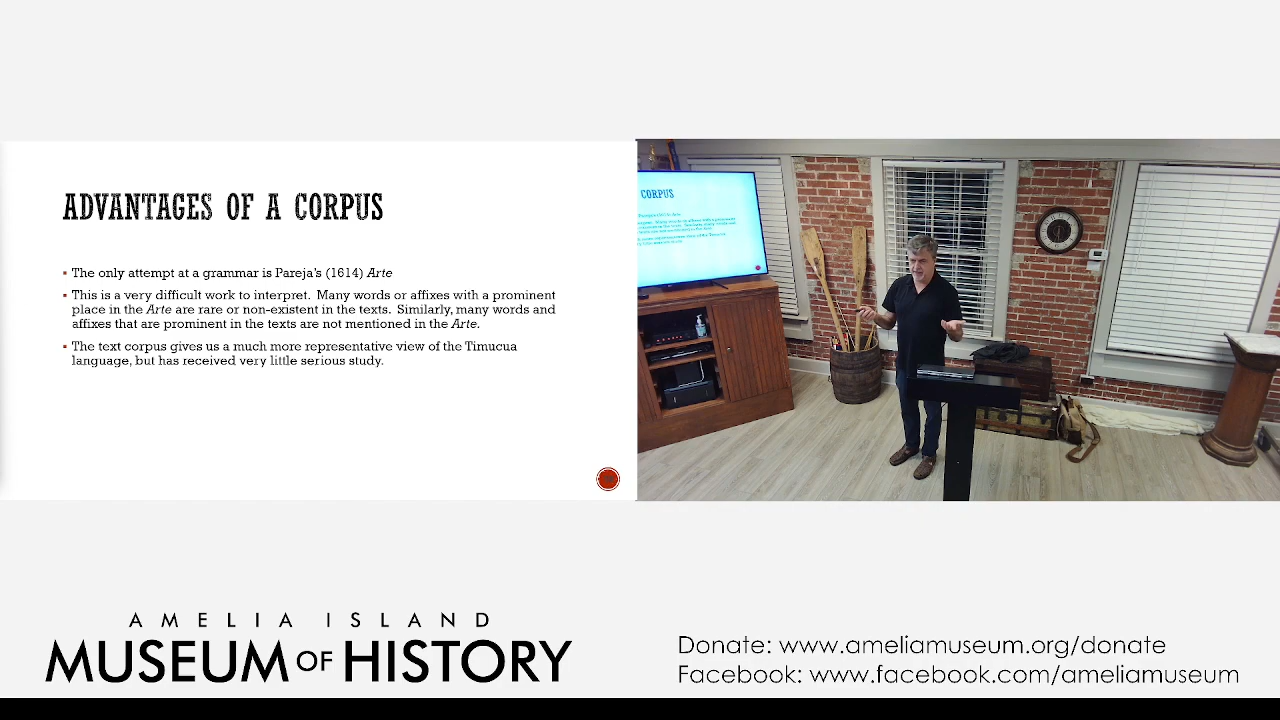 ADVANTAGES OF A CORPUS
▪ The only attempt at a grammar is Pareja's (1614) Arte
▪ This is a very difficult work to interpret. Many words or affixes with a prominent
place in the Arte are rare or non-existent in the texts. Similarly, many words and
affixes that are prominent in the texts are not mentioned in the Arte.
▪ The text corpus gives us a much more representative view of the Timucua
language, but has received very little serious study.
CORPUS
AMELIA ISLAND
MUSEUM OF HISTORY
Donate: www.ameliamuseum.org/donate
Facebook: www.facebook.com/ameliamuseum